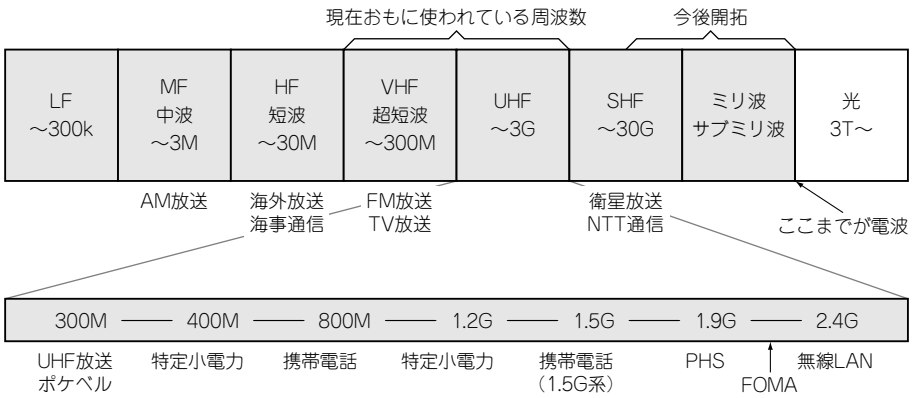 現在おもに使われている周波数
今後開拓
LF
〜300k
MF
中波
〜3M
HF
短波
〜30M
VHF
超短波
〜300M
UHF
〜3G
SHF
〜30G
ミリ波
サブミリ波
光
3T〜
AM放送
海外放送
海事通信
FM放送
TV放送
衛星放送
NTT通信
ここまでが電波
300M 400M 800M 1.2G 1.5G 1.9G 2.4G
UHF放送
ポケベル
特定小電力
携帯電話
特定小電力
携帯電話
（1.5G系）
PHS
FOMA
無線LAN